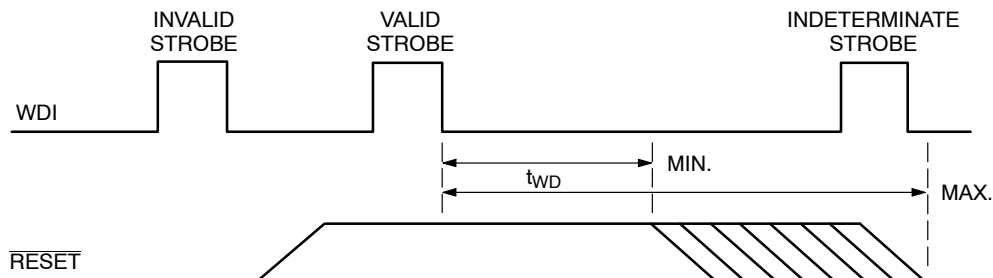 INVALID
STROBE
VALID
STROBE
INDETERMINATE
STROBE
WDI
MIN.
tWD
MAX.
RESET